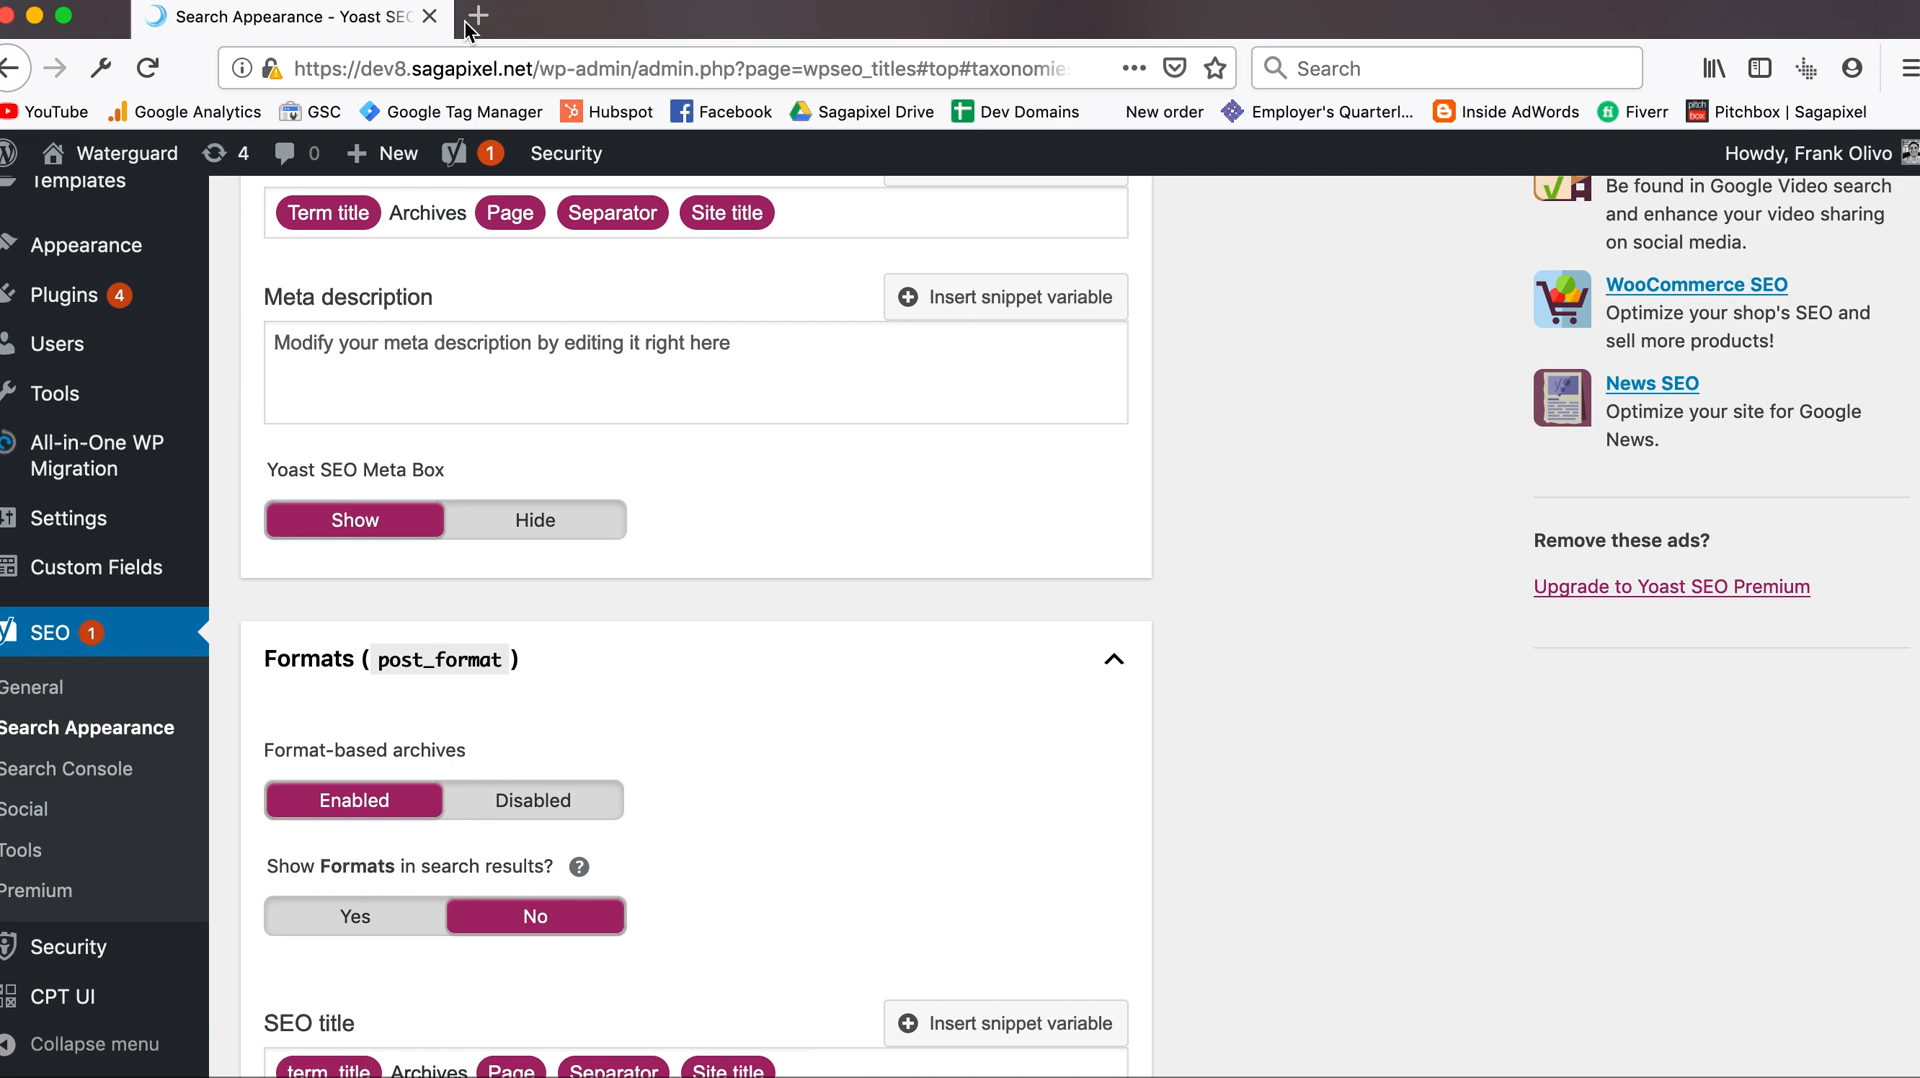 Search Appearance - Yoast SEO
https://dev8.sagapixel.net/wp-admin/admin.php?page=wpseo_titles#top#taxonomies
Search
YouTube
Google Analytics
GSC
Google Tag Manager
Hubspot
Facebook
Sagapixel Drive
Dev Domains
New order
Employer's Quarterl...
Inside AdWords
Fiverr
pitch box
Pitchbox | Sagapixel
Waterguard
4
0
New
1
Security
Howdy, Frank Olivo
Templates
Appearance
Plugins 4
Users
Tools
All-in-One WP
Migration
Settings
Custom Fields
SEO 1
General
Search Appearance
Search Console
Social
Tools
Premium
Security
CPT UI
Collapse menu
Term title Archives Page Separator Site title
Meta description
Insert snippet variable
Modify your meta description by editing it right here
Yoast SEO Meta Box
Show Hide
Formats ( post_format )
Format-based archives
Enabled Disabled
Show Formats in search results? ?
Yes No
SEO title
Insert snippet variable
term_title Archives Page Separator Site title
Be found in Google Video search
and enhance your video sharing
on social media.
WooCommerce SEO
Optimize your shop's SEO and
sell more products!
News SEO
Optimize your site for Google
News.
Remove these ads?
Upgrade to Yoast SEO Premium